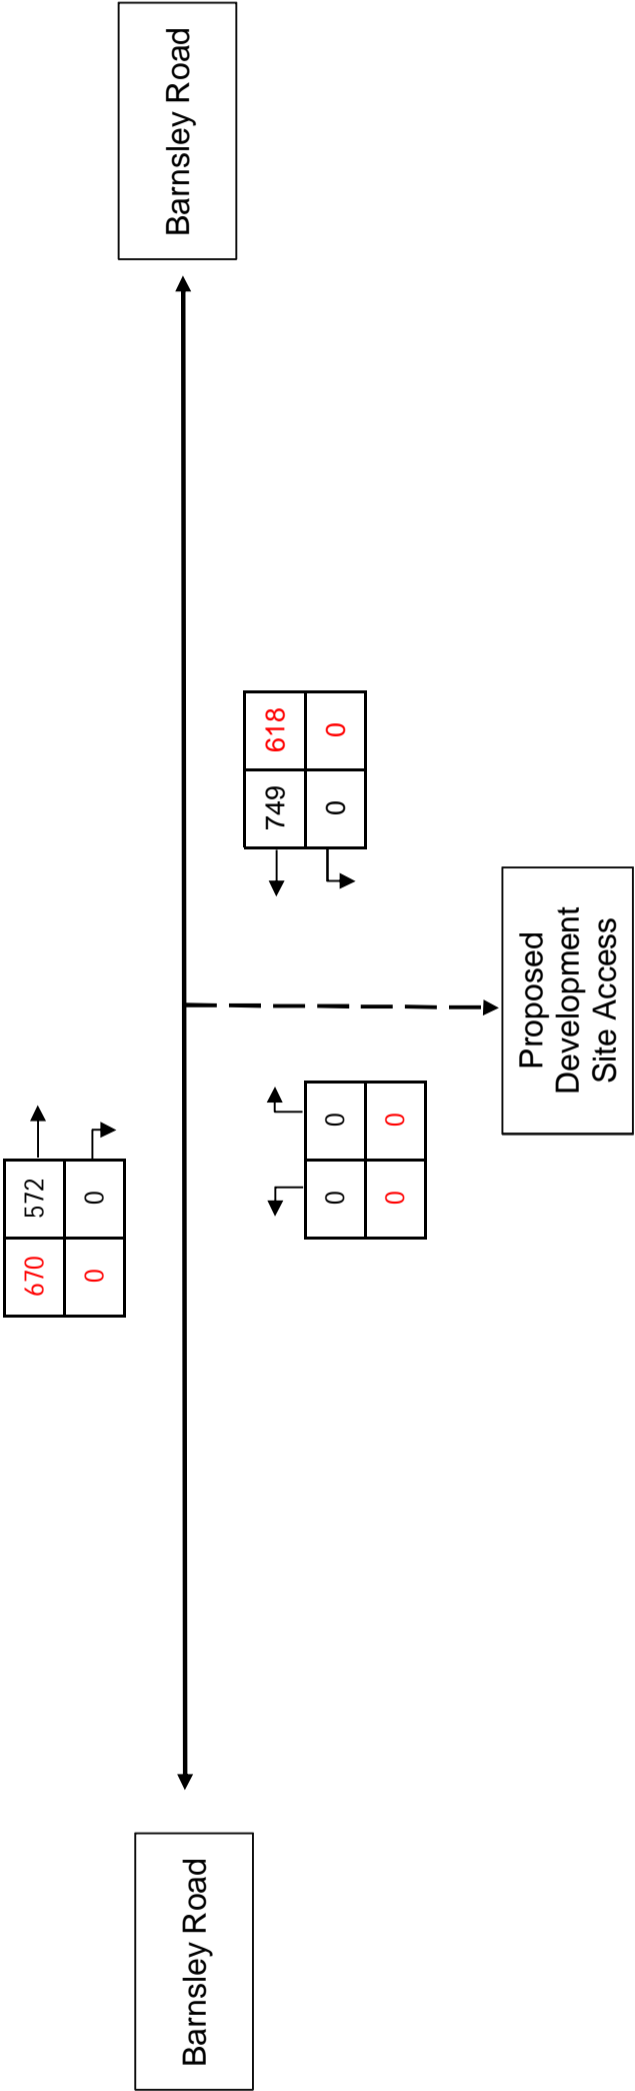 670 572
0 0
Barnsley Road
Barnsley Road
749 618
0 0
0 0
0 0
Proposed
Development
Site Access